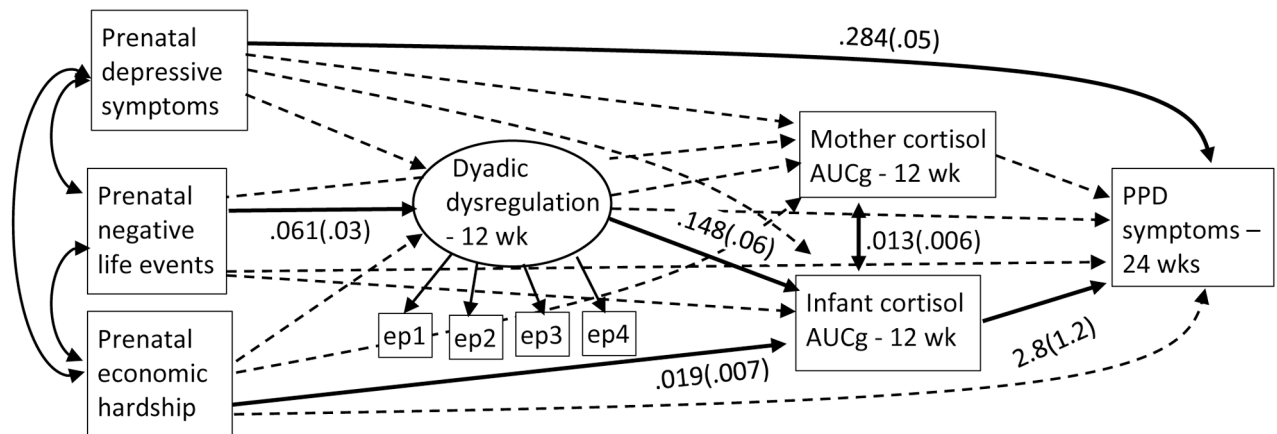 Prenatal
depressive
symptoms
.284(.05)
Mother cortisol
AUCg - 12 wk
Dyadic
dysregulation
- 12 wk
Prenatal
negative
life events
.061(.03)
.148(.06)
.013(.006)
PPD
symptoms –
24 wks
Infant cortisol
AUCg - 12 wk
ep1
ep2
ep3
ep4
Prenatal
economic
hardship
.019(.007)
2.8(1.2)